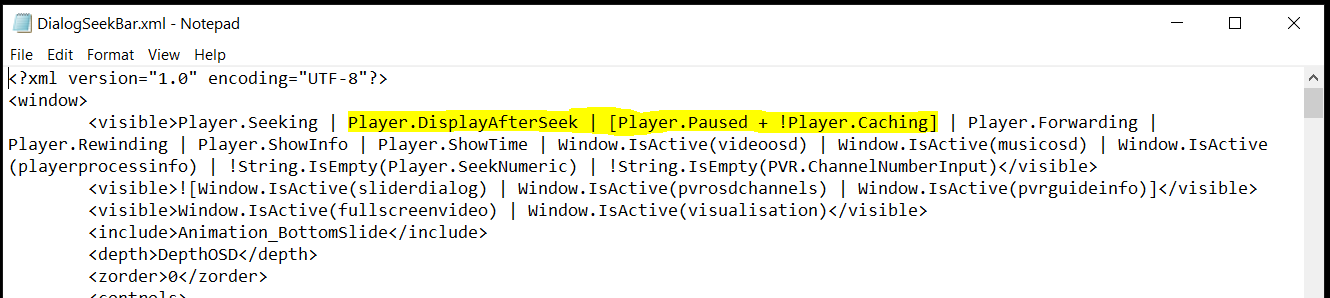 DialogSeekBar.xml - Notepad
File Edit Format View Help
<?xml version="1.0" encoding="UTF-8"?>
<window>
<visible>Player.Seeking | Player.DisplayAfterSeek | [Player.Paused + !Player.Caching] | Player.Forwarding |
Player.Rewinding | Player.ShowInfo | Player.ShowTime | Window.IsActive(videoosd) | Window.IsActive(musicosd) | Window.IsActive
(playerprocessinfo) | !String.IsEmpty(Player.SeekNumeric) | !String.IsEmpty(PVR.ChannelNumberInput)</visible>
<visible>![Window.IsActive(sliderdialog) | Window.IsActive(pvrosdchannels) | Window.IsActive(pvrguideinfo)]</visible>
<visible>Window.IsActive(fullscreenvideo) | Window.IsActive(visualisation)</visible>
<include>Animation_BottomSlide</include>
<depth>DepthOSD</depth>
<zorder>0</zorder>
<controls>